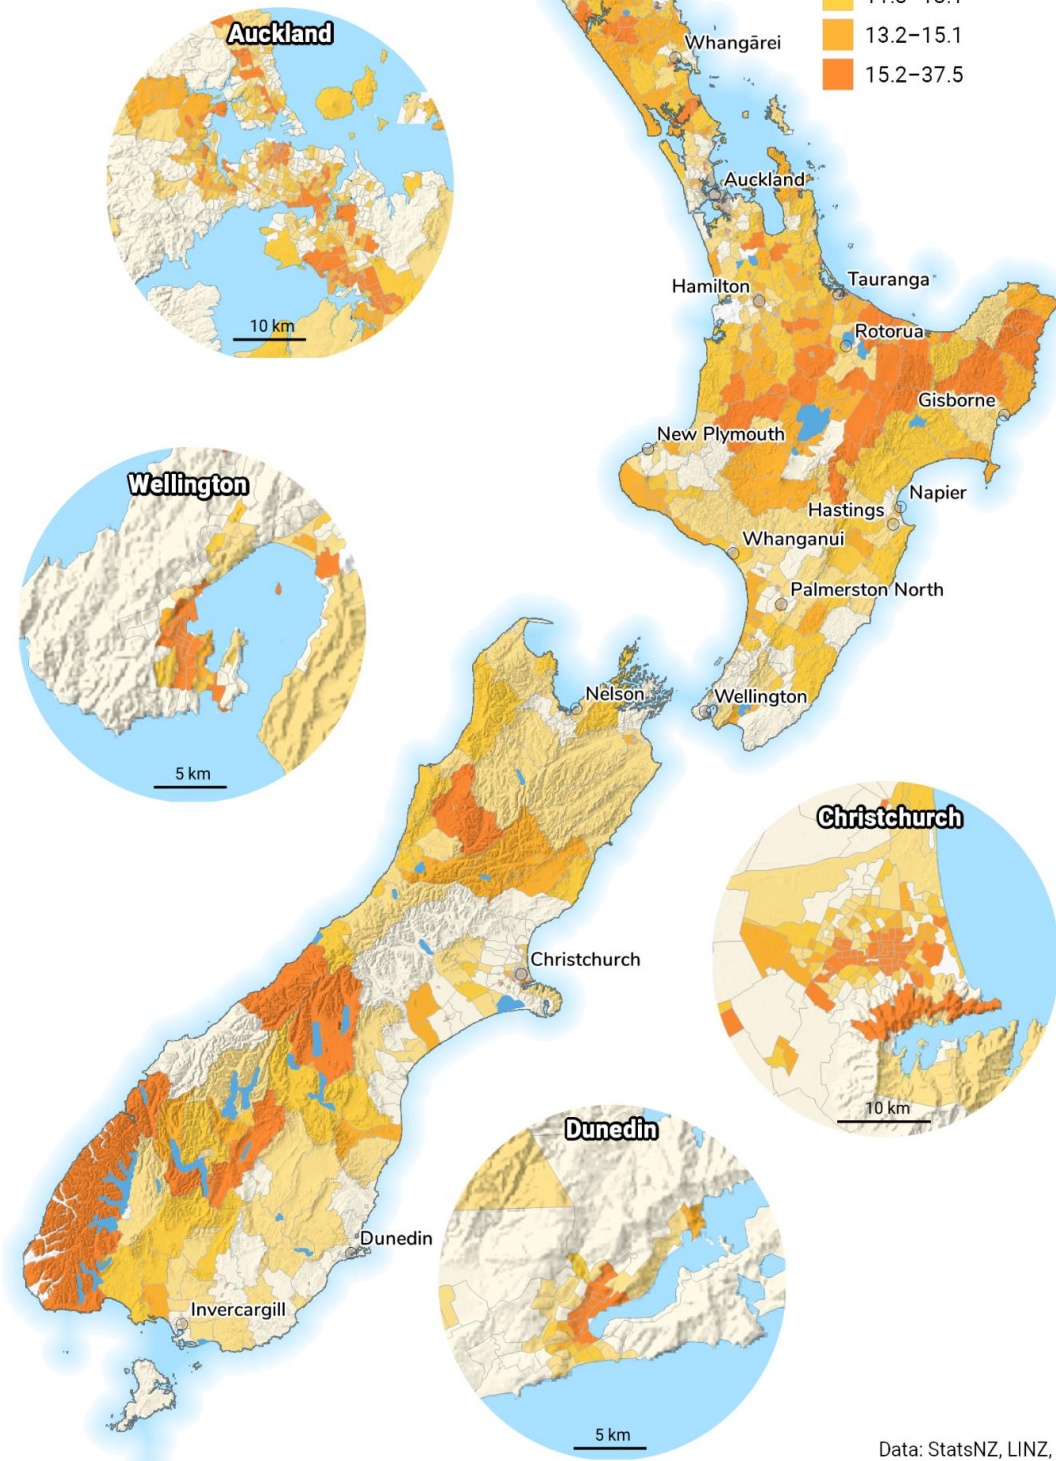 Auckland
Whangārei
13.2–15.1
15.2–37.5
Auckland
10 km
Hamilton
Tauranga
Rotorua
Gisborne
New Plymouth
Wellington
Napier
Hastings
Whanganui
Palmerston North
Nelson
Wellington
5 km
Christchurch
Christchurch
10 km
Dunedin
Dunedin
Invercargill
5 km
Data: StatsNZ, LINZ,